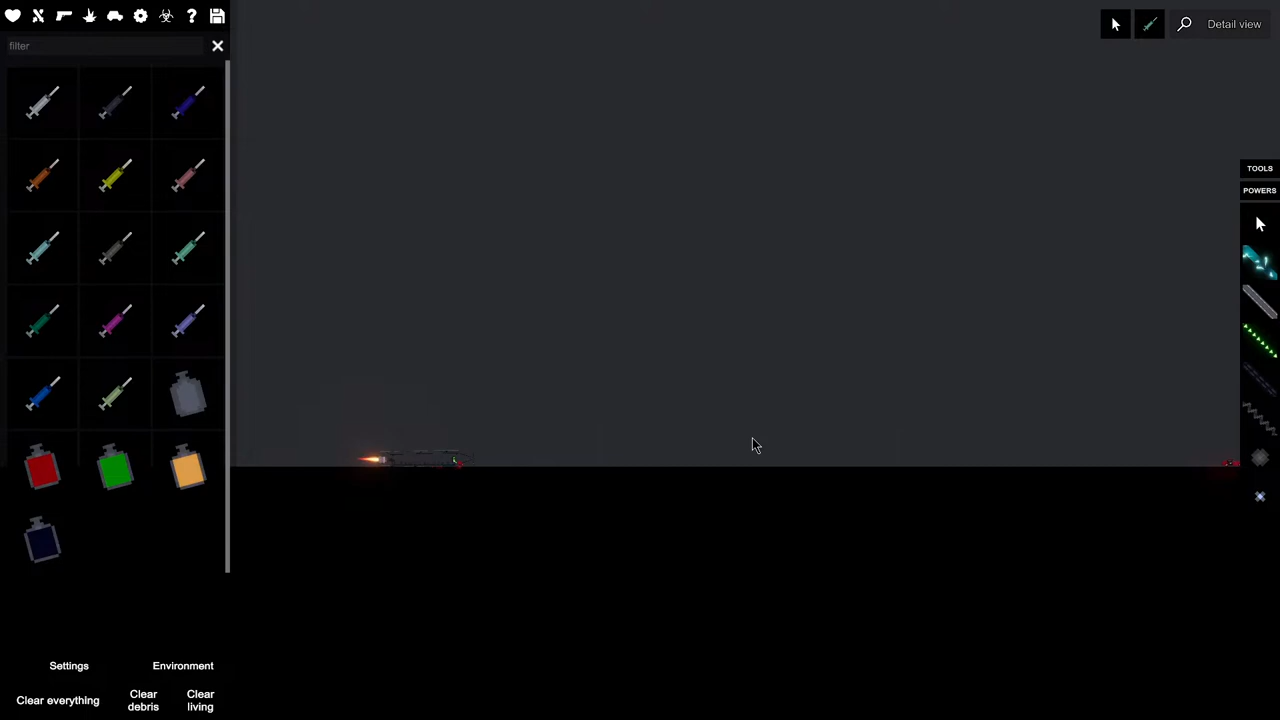 filter
Detail view
TOOLS
POWERS
Settings
Environment
Clear everything
Clear
debris
Clear
living